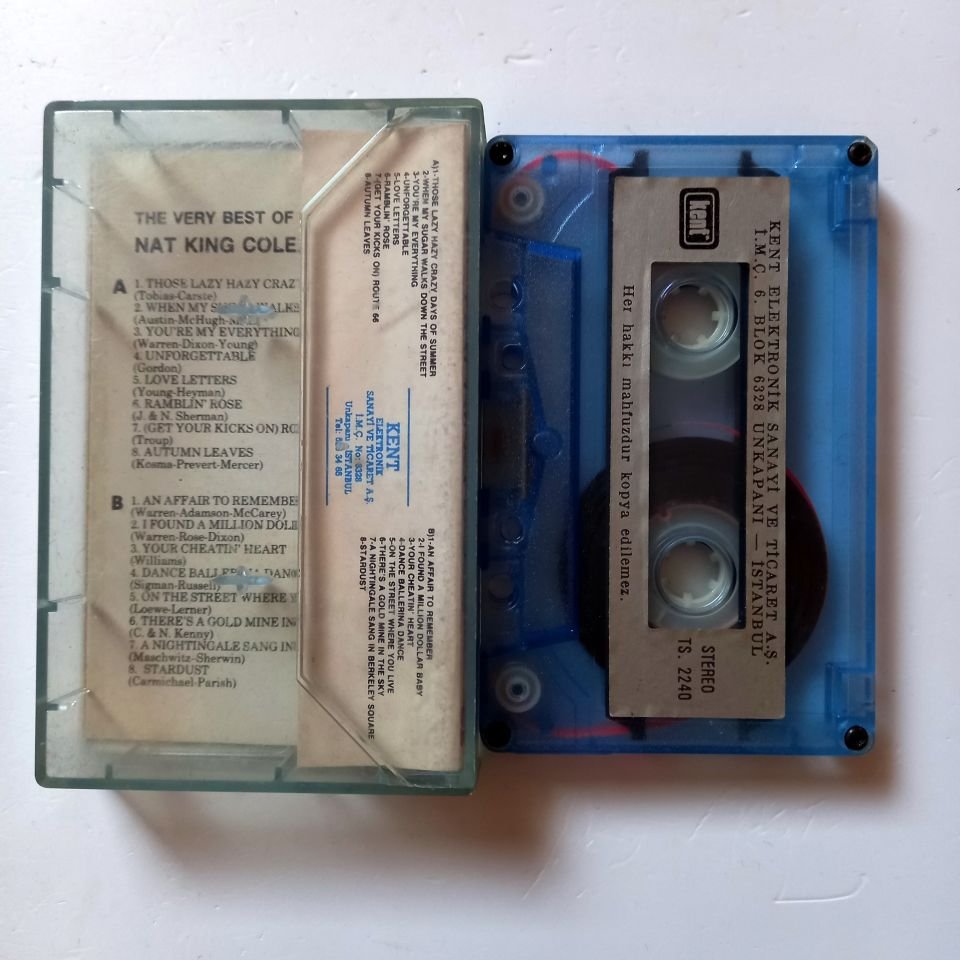 THE VERY BEST OF
NAT KING COLE
A
1. THOSE LAZY HAZY CRAZ
(Tobias-Carste)
2. WHEN MY WALKS
(Austin-McHugh-
3. YOU'RE MY EVERYTHING
(Warren-Dixon-Young)
4. UNFORGETTABLE
(Gordon)
5. LOVE LETTERS
(Young-Heyman)
6. RAMBLIN' ROSE
(J. & N. Sherman)
7. (GET YOUR KICKS ON) RO
(Troup)
8. AUTUMN LEAVES
(Kosma-Prevert-Mercer)
B
1. AN AFFAIR TO REMEMBE
(Warren-Adamson-McCarey)
2. I FOUND A MILLION DOLL
(Warren-Rose-Dixon)
3. YOUR CHEATIN' HEART
(Williams)
4. DANCE DANC
(Sigman-Russell)
5. ON THE STREET WHERE Y
(Loewe-Lerner)
6. THERE'S A GOLD MINE IN
(C. & N. Kenny)
7. A NIGHTINGALE SANG IN
(Maschwitz-Sherwin)
8. STARDUST
(Carmichael-Parish)
A)1-THOSE LAZY HAZY CRAZY DAYS OF SUMMER
2-WHEN MY SUGAR WALKS DOWN THE STREET
3-YOU'RE MY EVERYTHING
4-UNFORGETTABLE
5-LOVE LETTERS
6-RAMBLIN' ROSE
7-(GET YOUR KICKS ON) ROUTE 66
8-AUTUMN LEAVES
KENT
ELEKTRONİK
SANAYİ VE TİCARET A.Ş.
İ.M.Ç. No: 6328
Unkapanı - İSTANBUL
Tel: 34 65
B)1-AN AFFAIR TO REMEMBER
2-I FOUND A MILLION DOLLAR BABY
3-YOUR CHEATIN' HEART
4-DANCE BALLERINA DANCE
5-ON THE STREET WHERE YOU LIVE
6-THERE'S A GOLD MINE IN THE SKY
7-A NIGHTINGALE SANG IN BERKELEY SQUARE
8-STARDUST
kent
KENT ELEKTRONİK SANAYİ VE TİCARET A.Ş.
İ.M.Ç. 6. BLOK 6328 UNKAPANI — İSTANBUL
STEREO
TS. 2240
Her hakkı mahfuzdur kopya edilemez.